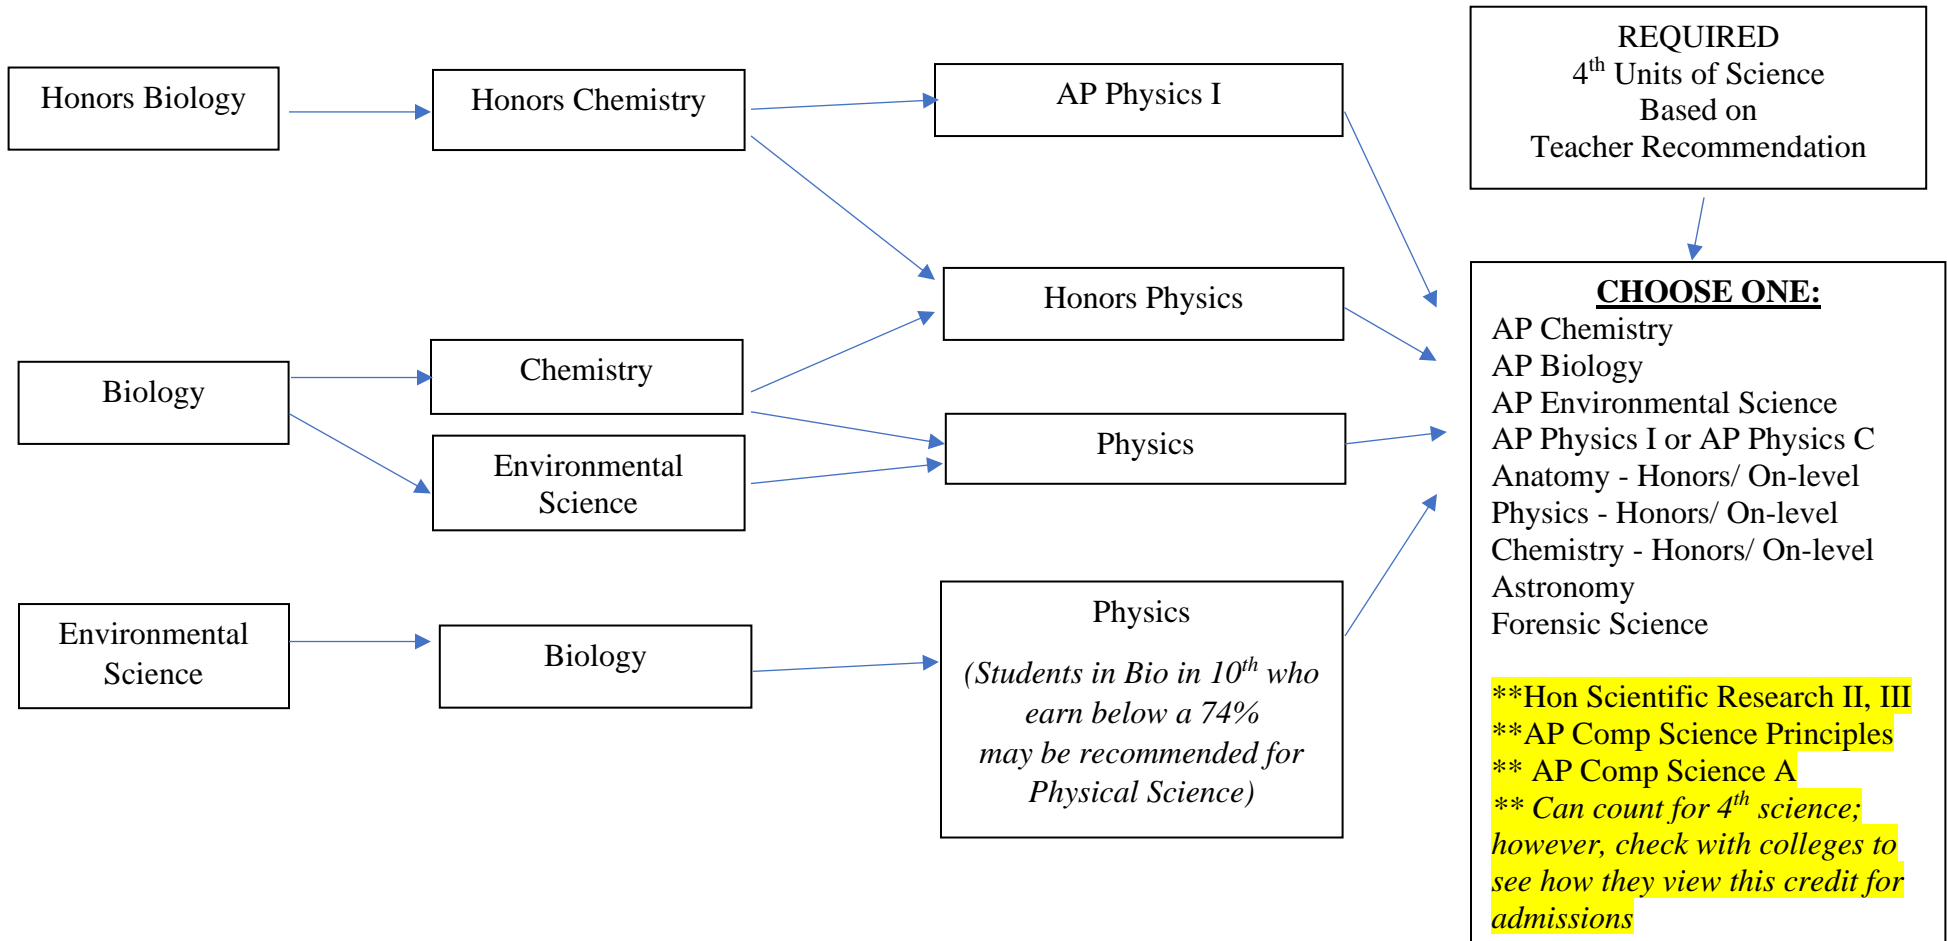 Honors Biology
Honors Chemistry
AP Physics I
REQUIRED
4th Units of Science
Based on
Teacher Recommendation
Honors Physics
Biology
Chemistry
Environmental
Science
Physics
Environmental
Science
Biology
Physics
(Students in Bio in 10th who
earn below a 74%
may be recommended for
Physical Science)
CHOOSE ONE:
AP Chemistry
AP Biology
AP Environmental Science
AP Physics I or AP Physics C
Anatomy - Honors/ On-level
Physics - Honors/ On-level
Chemistry - Honors/ On-level
Astronomy
Forensic Science
**Hon Scientific Research II, III
**AP Comp Science Principles
** AP Comp Science A
** Can count for 4th science;
however, check with colleges to
see how they view this credit for
admissions